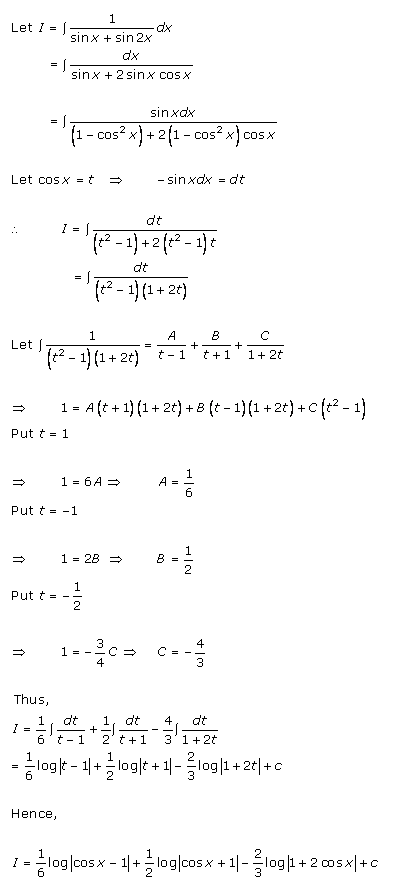 Let I = ∫ 1/(sin x + sin 2x) dx
= ∫ dx/(sin x + 2 sin x cos x)
= ∫ sin xdx/((1 − cos² x) + 2(1 − cos² x) cos x)
Let cos x = t ⇒ − sin xdx = dt
∴ I = ∫ dt/((t² − 1) + 2(t² − 1) t)
= ∫ dt/((t² − 1)(1 + 2t))
Let ∫ 1/((t² − 1)(1 + 2t)) = A/(t − 1) + B/(t + 1) + C/(1 + 2t)
⇒ 1 = A(t + 1)(1 + 2t) + B (t − 1)(1 + 2t) + C(t² − 1)
Put t = 1
⇒ 1 = 6A ⇒ A = 1/6
Put t = −1
⇒ 1 = 2B ⇒ B = 1/2
Put t = − 1/2
⇒ 1 = − 3/4 C ⇒ C = − 4/3
Thus,
I = 1/6 ∫ dt/(t − 1) + 1/2 ∫ dt/(t + 1) − 4/3 ∫ dt/(1 + 2t)
= 1/6 log|t − 1| + 1/2 log|t + 1| − 2/3 log|1 + 2t| + c
Hence,
I = 1/6 log|cos x − 1| + 1/2 log|cos x + 1| − 2/3 log|1 + 2 cos x| + c